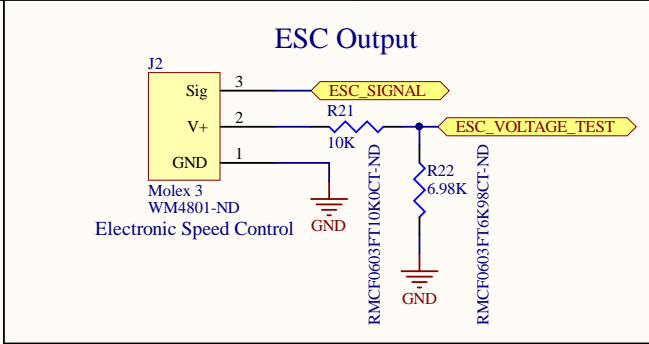 ESC Output
J2
Sig
3
ESC_SIGNAL
V+
2
R21
10K
ESC_VOLTAGE_TEST
GND
1
R22
6.98K
Molex 3
WM4801-ND
Electronic Speed Control
GND
GND
RMCF0603FT10K0CT-ND
RMCF0603FT6K98CT-ND